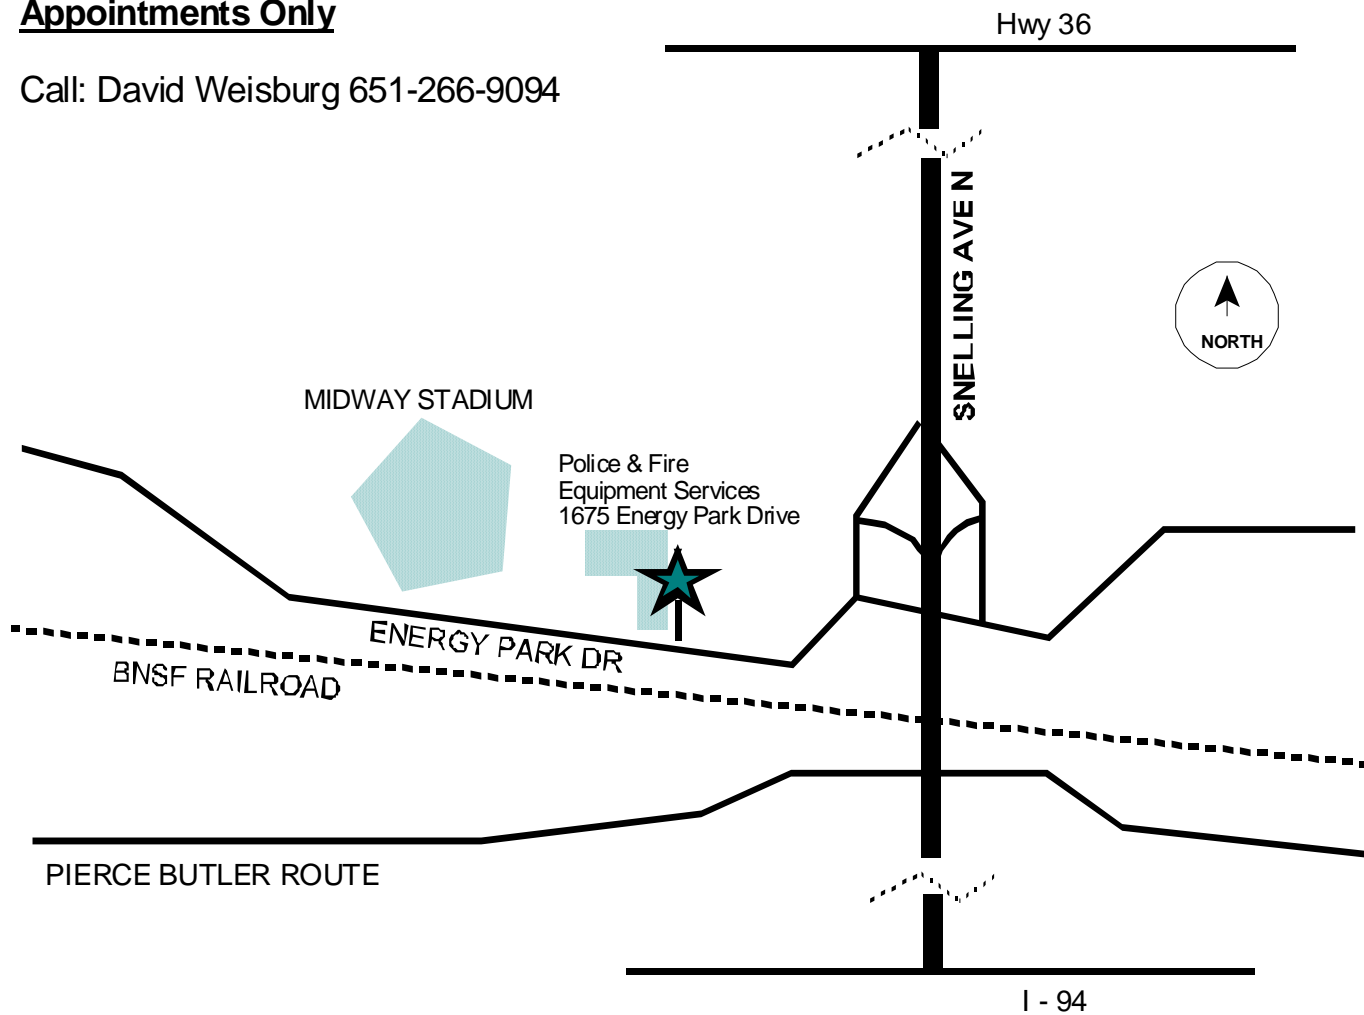 Appointments Only
Hwy 36
Call: David Weisburg 651-266-9094
SNELLING AVE N
NORTH
MIDWAY STADIUM
Police & Fire
Equipment Services
1675 Energy Park Drive
ENERGY PARK DR
BNSF RAILROAD
PIERCE BUTLER ROUTE
I - 94